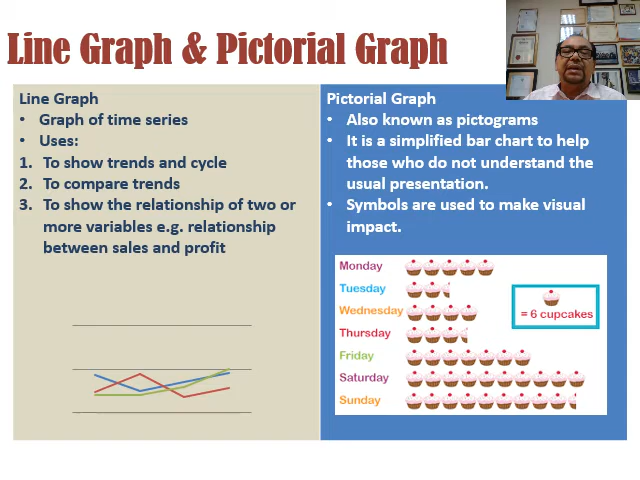 Line Graph & Pictorial Graph
Line Graph
• Graph of time series
• Uses:
1. To show trends and cycle
2. To compare trends
3. To show the relationship of two or
more variables e.g. relationship
between sales and profit
Pictorial Graph
• Also known as pictograms
• It is a simplified bar chart to help
those who do not understand the
usual presentation.
• Symbols are used to make visual
impact.
Monday
Tuesday
Wednesday
Thursday
Friday
Saturday
Sunday
= 6 cupcakes